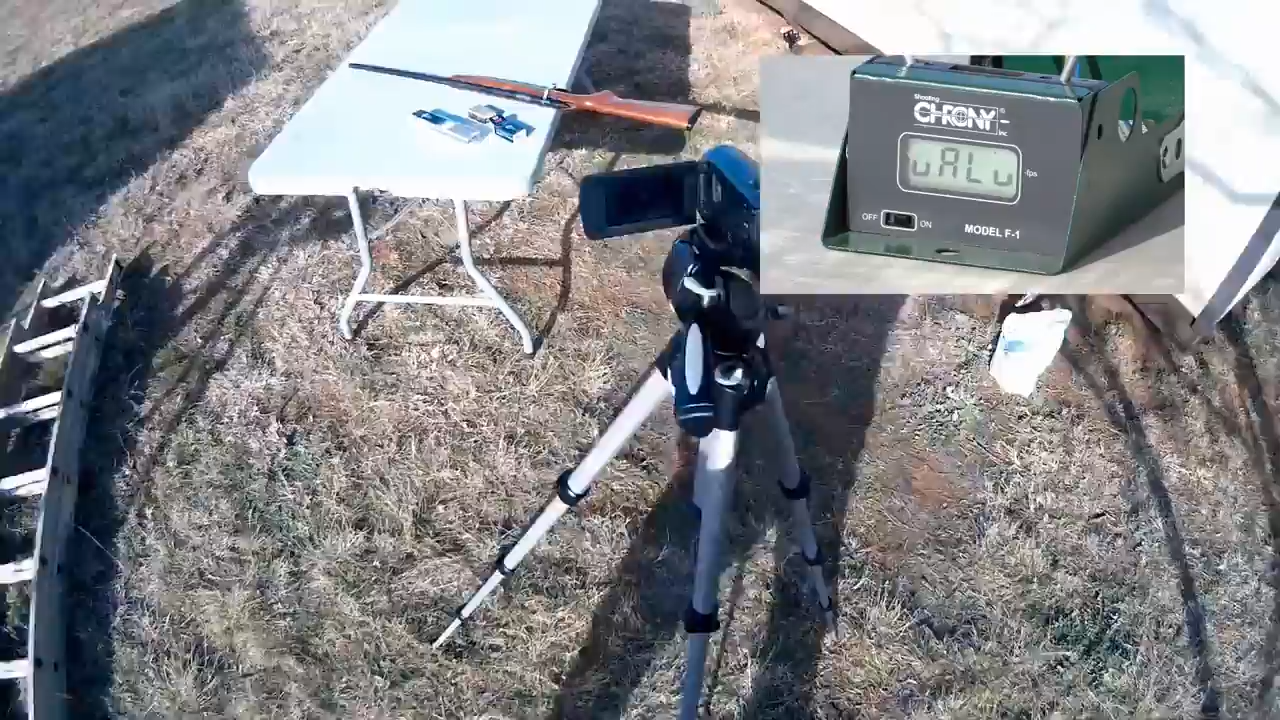 Shooting
CHRONY®
Inc
uALu
fps
OFF ON
MODEL F-1